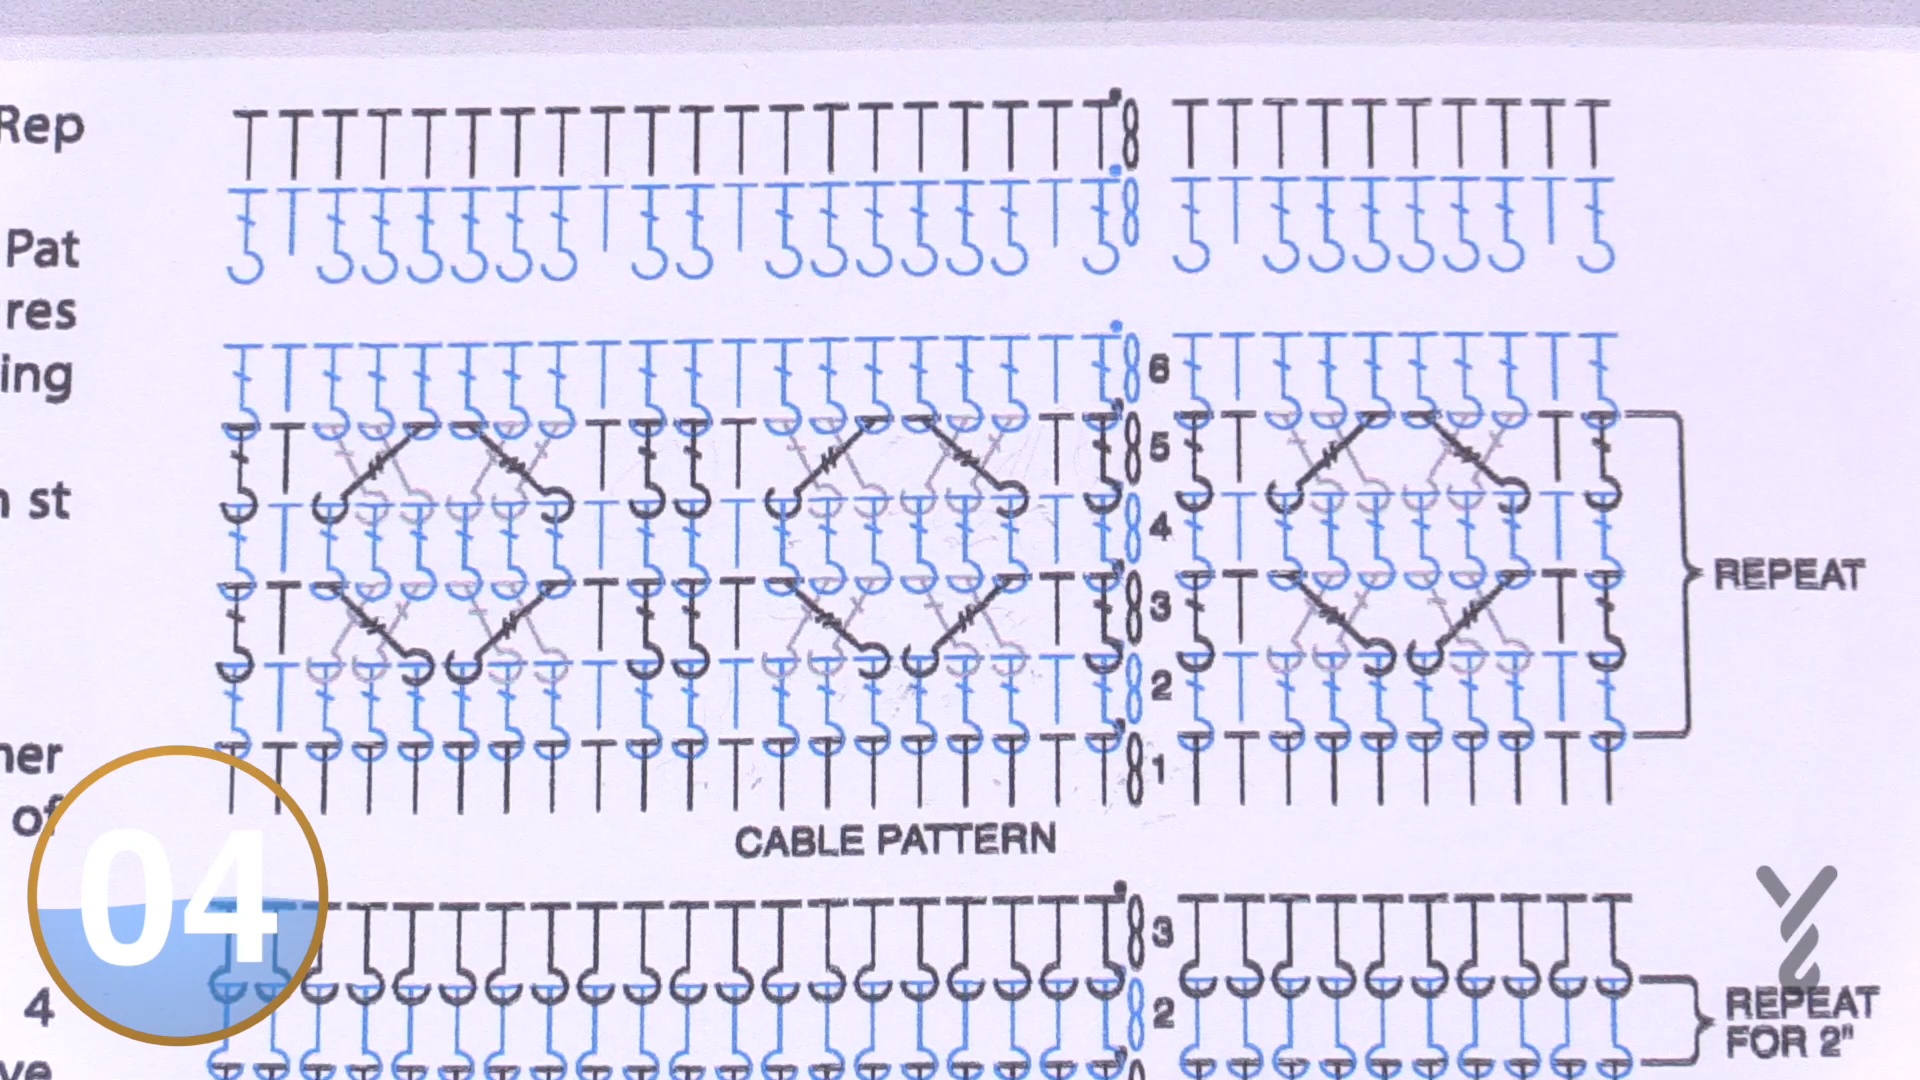 Rep
Pat
res
ing
n st
6
5
4
3
2
1
REPEAT
CABLE PATTERN
of
04
4
3
2
REPEAT
FOR 2"
ve